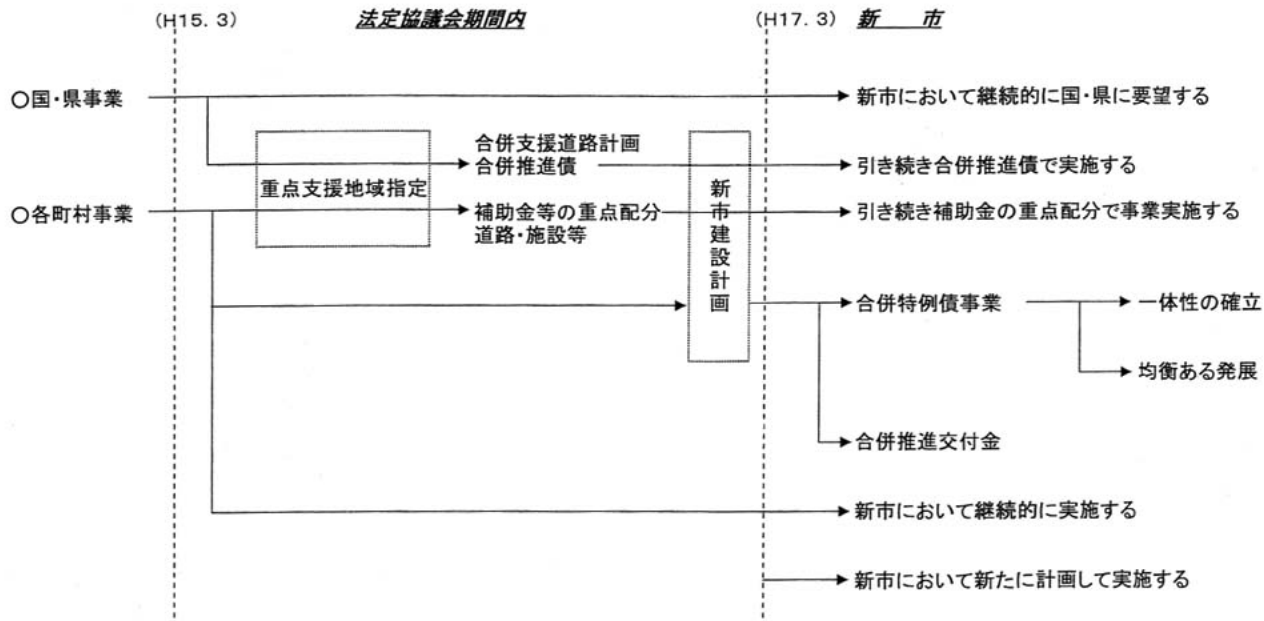 (H15.3)
法定協議会期間内
(H17.3)
新 市
○国・県事業
新市において継続的に国・県に要望する
合併支援道路計画
合併推進債
引き続き合併推進債で実施する
重点支援地域指定
○各町村事業
補助金等の重点配分
道路・施設等
引き続き補助金の重点配分で事業実施する
新市建設計画
合併特例債事業
一体性の確立
均衡ある発展
合併推進交付金
新市において継続的に実施する
新市において新たに計画して実施する